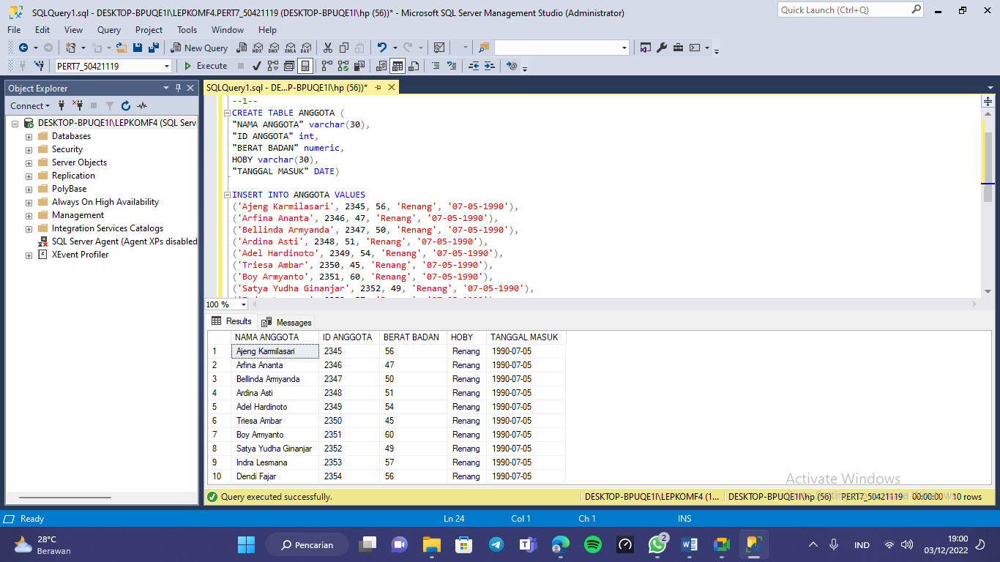 SQLQuery1.sql - DESKTOP-BPUQE1I\LEPKOMF4.PERT7_50421119 (DESKTOP-BPUQE1I\hp (56))* - Microsoft SQL Server Management Studio (Administrator)
Quick Launch (Ctrl+Q)
File Edit View Query Project Tools Window Help
New Query
MDX DMX XMLA DAX
PERT7_50421119
Execute
Object Explorer
SQLQuery1.sql - DE...P-BPUQE1I\hp (56))*
Connect
DESKTOP-BPUQE1I\LEPKOMF4 (SQL Serv
Databases
Security
Server Objects
Replication
PolyBase
Always On High Availability
Management
Integration Services Catalogs
SQL Server Agent (Agent XPs disabled
XEvent Profiler
--1--
CREATE TABLE ANGGOTA (
"NAMA ANGGOTA" varchar(30),
"ID ANGGOTA" int,
"BERAT BADAN" numeric,
HOBY varchar(30),
"TANGGAL MASUK" DATE)
INSERT INTO ANGGOTA VALUES
('Ajeng Karmilasari', 2345, 56, 'Renang', '07-05-1990'),
('Arfina Ananta', 2346, 47, 'Renang', '07-05-1990'),
('Bellinda Armyanda', 2347, 50, 'Renang', '07-05-1990'),
('Ardina Asti', 2348, 51, 'Renang', '07-05-1990'),
('Adel Hardinoto', 2349, 54, 'Renang', '07-05-1990'),
('Triesa Ambar', 2350, 45, 'Renang', '07-05-1990'),
('Boy Armyanto', 2351, 60, 'Renang', '07-05-1990'),
('Satya Yudha Ginanjar', 2352, 49, 'Renang', '07-05-1990'),
100 %
Results Messages
NAMA ANGGOTA ID ANGGOTA BERAT BADAN HOBY TANGGAL MASUK
1 Ajeng Karmilasari 2345 56 Renang 1990-07-05
2 Arfina Ananta 2346 47 Renang 1990-07-05
3 Bellinda Armyanda 2347 50 Renang 1990-07-05
4 Ardina Asti 2348 51 Renang 1990-07-05
5 Adel Hardinoto 2349 54 Renang 1990-07-05
6 Triesa Ambar 2350 45 Renang 1990-07-05
7 Boy Armyanto 2351 60 Renang 1990-07-05
8 Satya Yudha Ginanjar 2352 49 Renang 1990-07-05
9 Indra Lesmana 2353 57 Renang 1990-07-05
10 Dendi Fajar 2354 56 Renang 1990-07-05
Activate Windows
Query executed successfully. DESKTOP-BPUQE1I\LEPKOMF4 (1... DESKTOP-BPUQE1I\hp (56) PERT7_50421119 00:00:00 10 rows
Ready Ln 24 Col 1 Ch 1 INS
28°C
Berawan
Pencarian
2
IND
19:00
03/12/2022